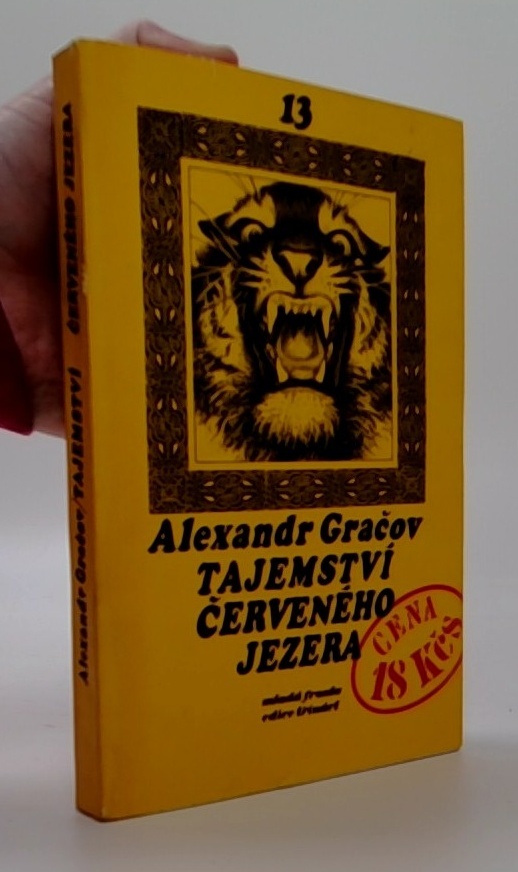 13
Alexandr Gračov
TAJEMSTVÍ
ČERVENÉHO
JEZERA
CENA
18 Kčs
mladá fronta
edice třináct
Alexandr Gračov/TAJEMSTVÍ ČERVENÉHO JEZERA